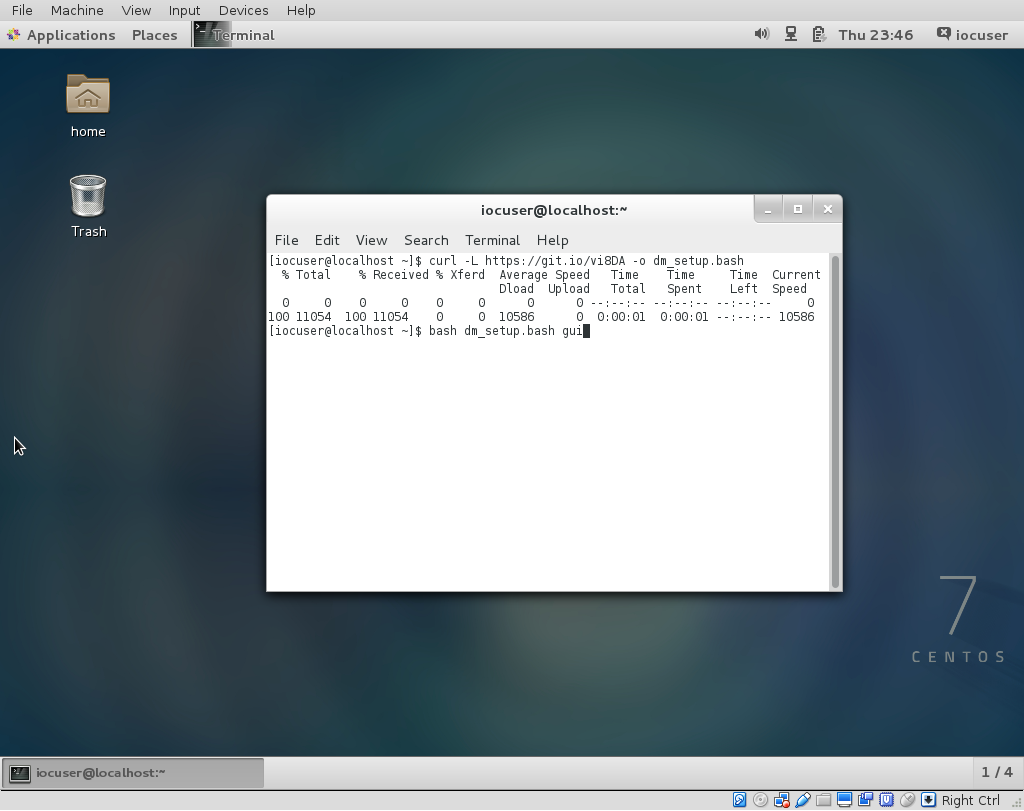 File Machine View Input Devices Help
Applications Places Terminal Thu 23:46 iocuser
home
Trash
iocuser@localhost:~
File Edit View Search Terminal Help
[iocuser@localhost ~]$ curl -L https://git.io/vi8DA -o dm_setup.bash
% Total % Received % Xferd Average Speed Time Time Time Current
Dload Upload Total Spent Left Speed
0 0 0 0 0 0 0 0 --:--:-- --:--:-- --:--:-- 0
100 11054 100 11054 0 0 10586 0 0:00:01 0:00:01 --:--:-- 10586
[iocuser@localhost ~]$ bash dm_setup.bash gui
7
CENTOS
iocuser@localhost:~
1 / 4
Right Ctrl